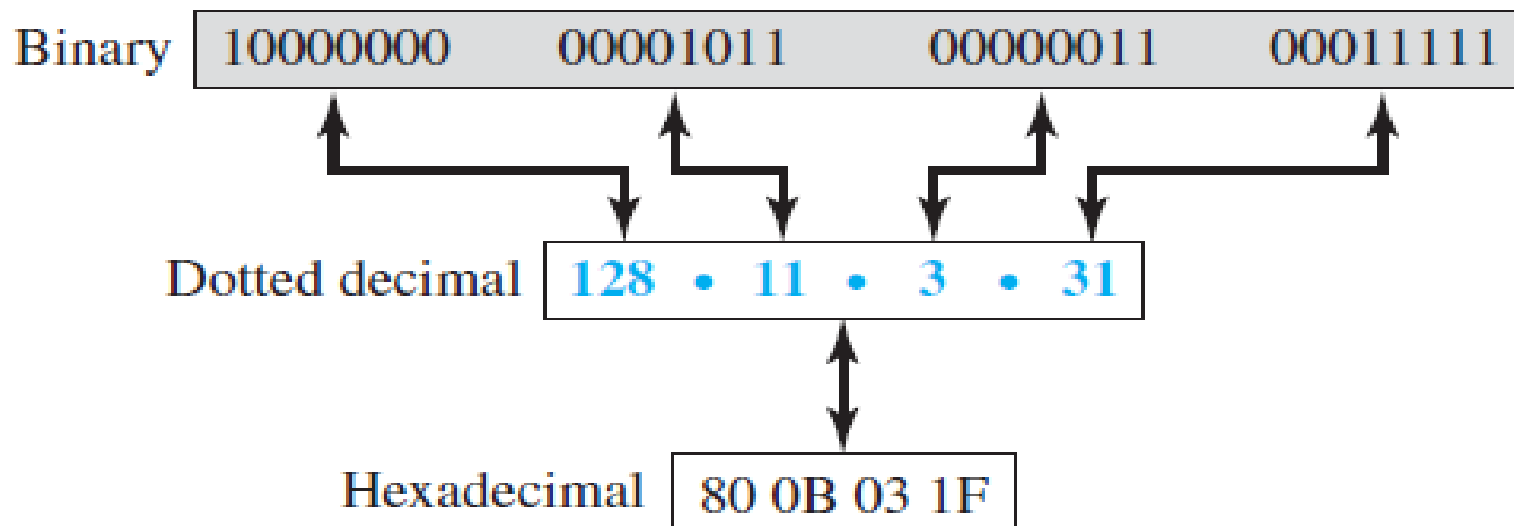 Binary 10000000 00001011 00000011 00011111
Dotted decimal 128 • 11 • 3 • 31
Hexadecimal 80 0B 03 1F